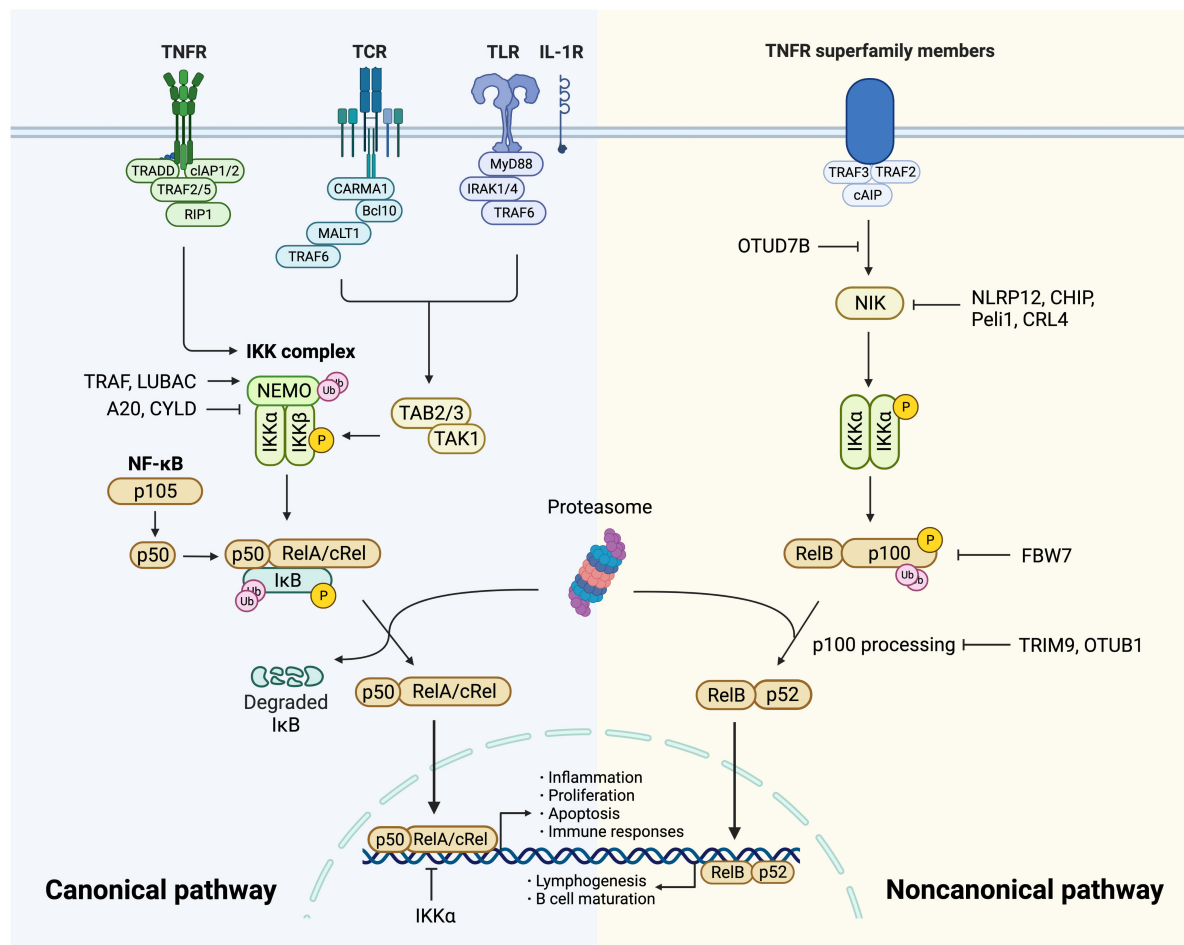 TNFR
TCR
TLR
IL-1R
TNFR superfamily members
TRADD
cIAP1/2
TRAF2/5
RIP1
CARMA1
Bcl10
MALT1
TRAF6
MyD88
IRAK1/4
TRAF6
TRAF3
TRAF2
cAIP
OTUD7B
NIK
NLRP12, CHIP,
Peli1, CRL4
IKK complex
TRAF, LUBAC
A20, CYLD
NEMO
Ub
Ub
IKKα
IKKβ
P
TAB2/3
TAK1
IKKα
IKKα
P
NF-κB
p105
p50
p50
RelA/cRel
IκB
Ub
Ub
P
Proteasome
RelB
p100
P
Ub
Ub
FBW7
p100 processing
TRIM9, OTUB1
Degraded
IκB
p50
RelA/cRel
RelB
p52
· Inflammation
· Proliferation
· Apoptosis
· Immune responses
p50
RelA/cRel
RelB
p52
· Lymphogenesis
· B cell maturation
IKKα
Canonical pathway
Noncanonical pathway